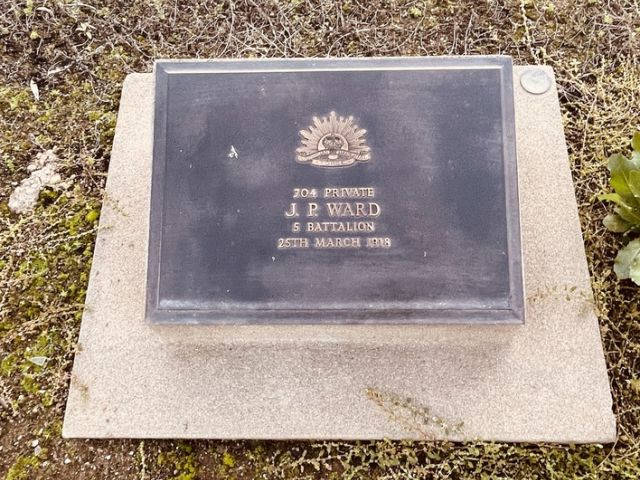 204 PRIVATE
J. P. WARD
5 BATTALION
25TH MARCH 1918